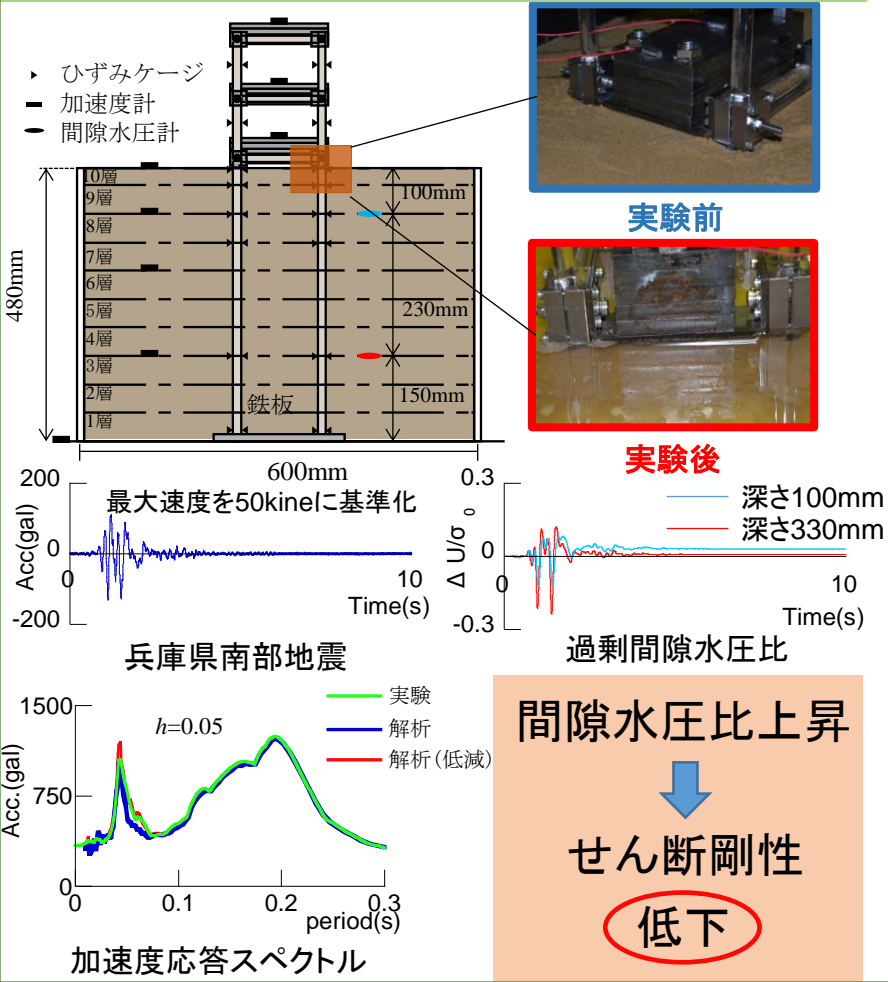 ひずみケージ
加速度計
間隙水圧計
10層
9層
8層
7層
6層
5層
4層
3層
2層
1層
480mm
100mm
230mm
150mm
鉄板
600mm
実験前
実験後
200
0
-200
Acc(gal)
最大速度を50kineに基準化
0
10
Time(s)
兵庫県南部地震
0.3
0
-0.3
Δ U/σ 0
深さ100mm
深さ330mm
0
10
Time(s)
過剰間隙水圧比
1500
750
0
Acc.(gal)
h=0.05
実験
解析
解析(低減)
0
0.1
0.2
0.3
period(s)
加速度応答スペクトル
間隙水圧比上昇
せん断剛性
低下